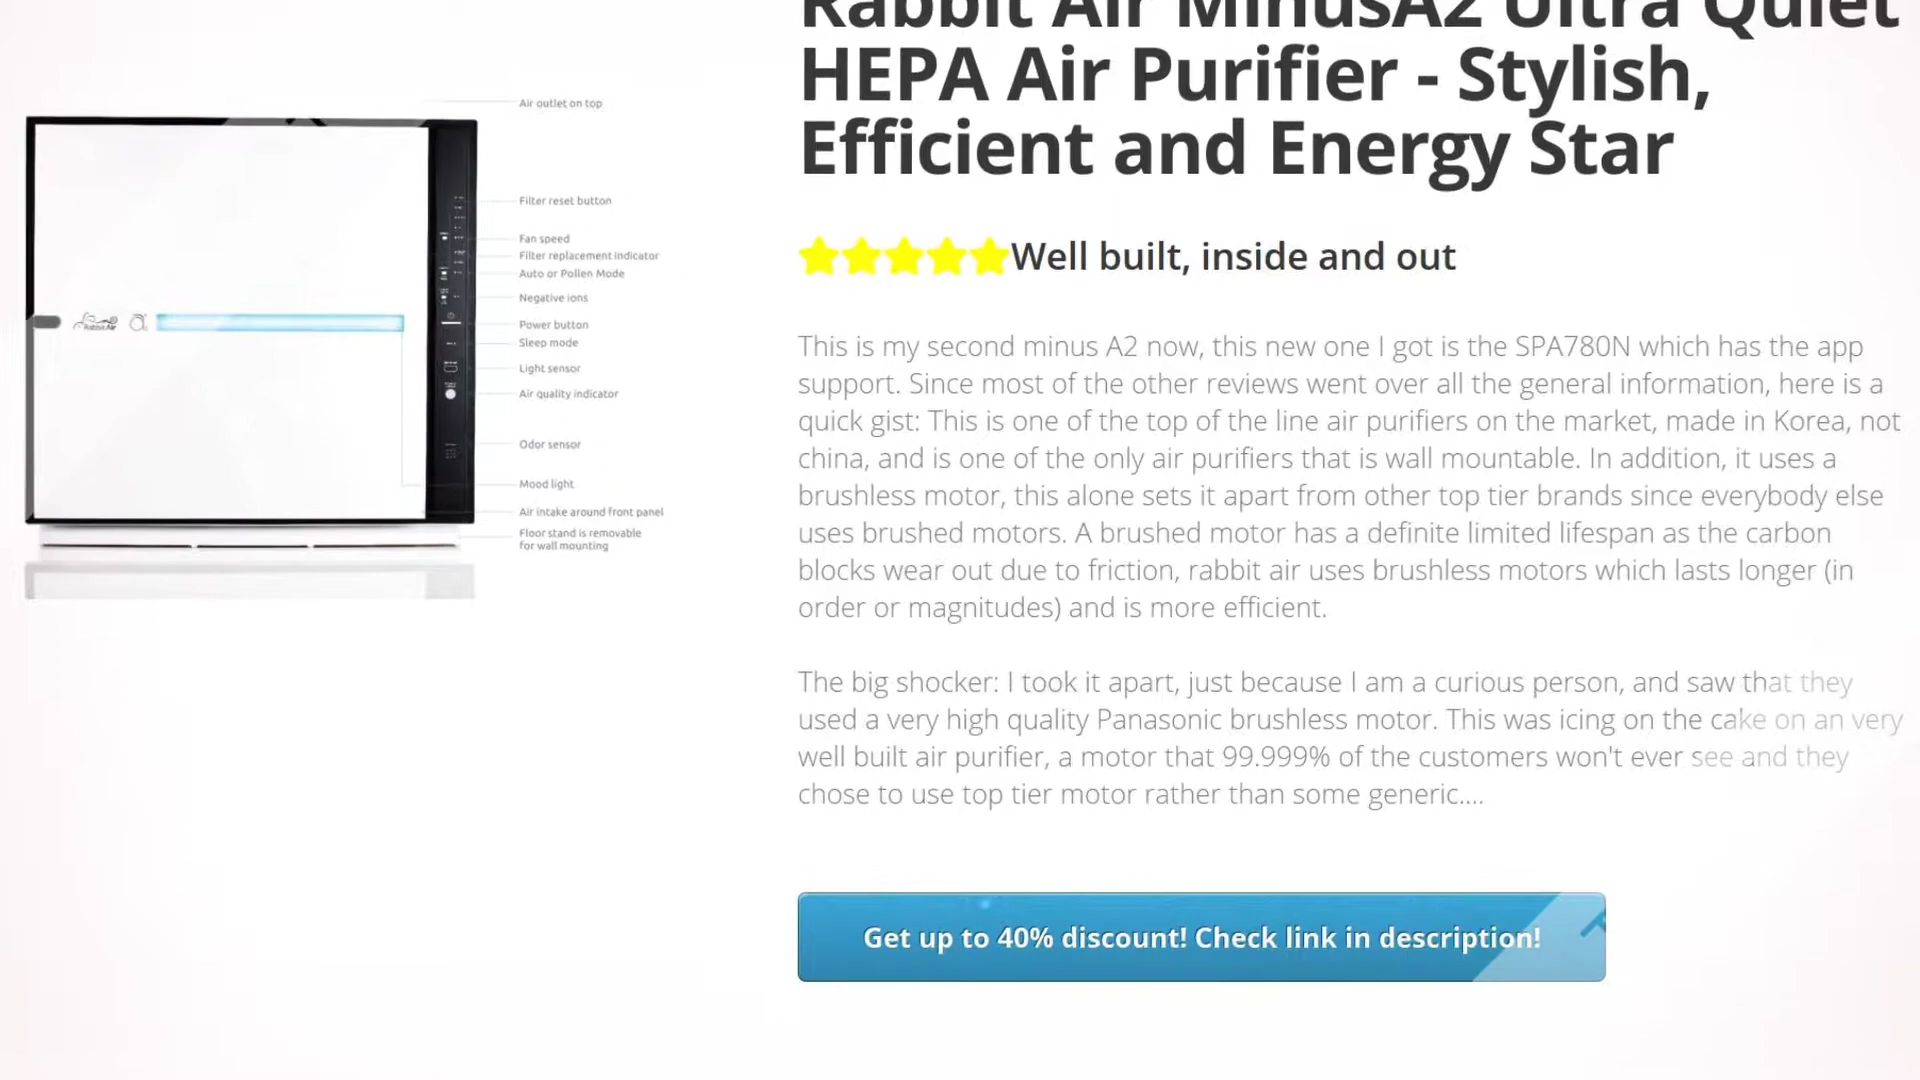 Rabbit Air MinusA2 Ultra Quiet
HEPA Air Purifier - Stylish,
Efficient and Energy Star
Well built, inside and out
This is my second minus A2 now, this new one I got is the SPA780N which has the app
support. Since most of the other reviews went over all the general information, here is a
quick gist: This is one of the top of the line air purifiers on the market, made in Korea, not
china, and is one of the only air purifiers that is wall mountable. In addition, it uses a
brushless motor, this alone sets it apart from other top tier brands since everybody else
uses brushed motors. A brushed motor has a definite limited lifespan as the carbon
blocks wear out due to friction, rabbit air uses brushless motors which lasts longer (in
order or magnitudes) and is more efficient.
The big shocker: I took it apart, just because I am a curious person, and saw that they
used a very high quality Panasonic brushless motor. This was icing on the cake on an very
well built air purifier, a motor that 99.999% of the customers won't ever see and they
chose to use top tier motor rather than some generic....
Get up to 40% discount! Check link in description!
Air outlet on top
Filter reset button
Fan speed
Filter replacement indicator
Auto or Pollen Mode
Negative ions
Power button
Sleep mode
Light sensor
Air quality indicator
Odor sensor
Mood light
Air intake around front panel
Floor stand is removable
for wall mounting
Rabbit Air